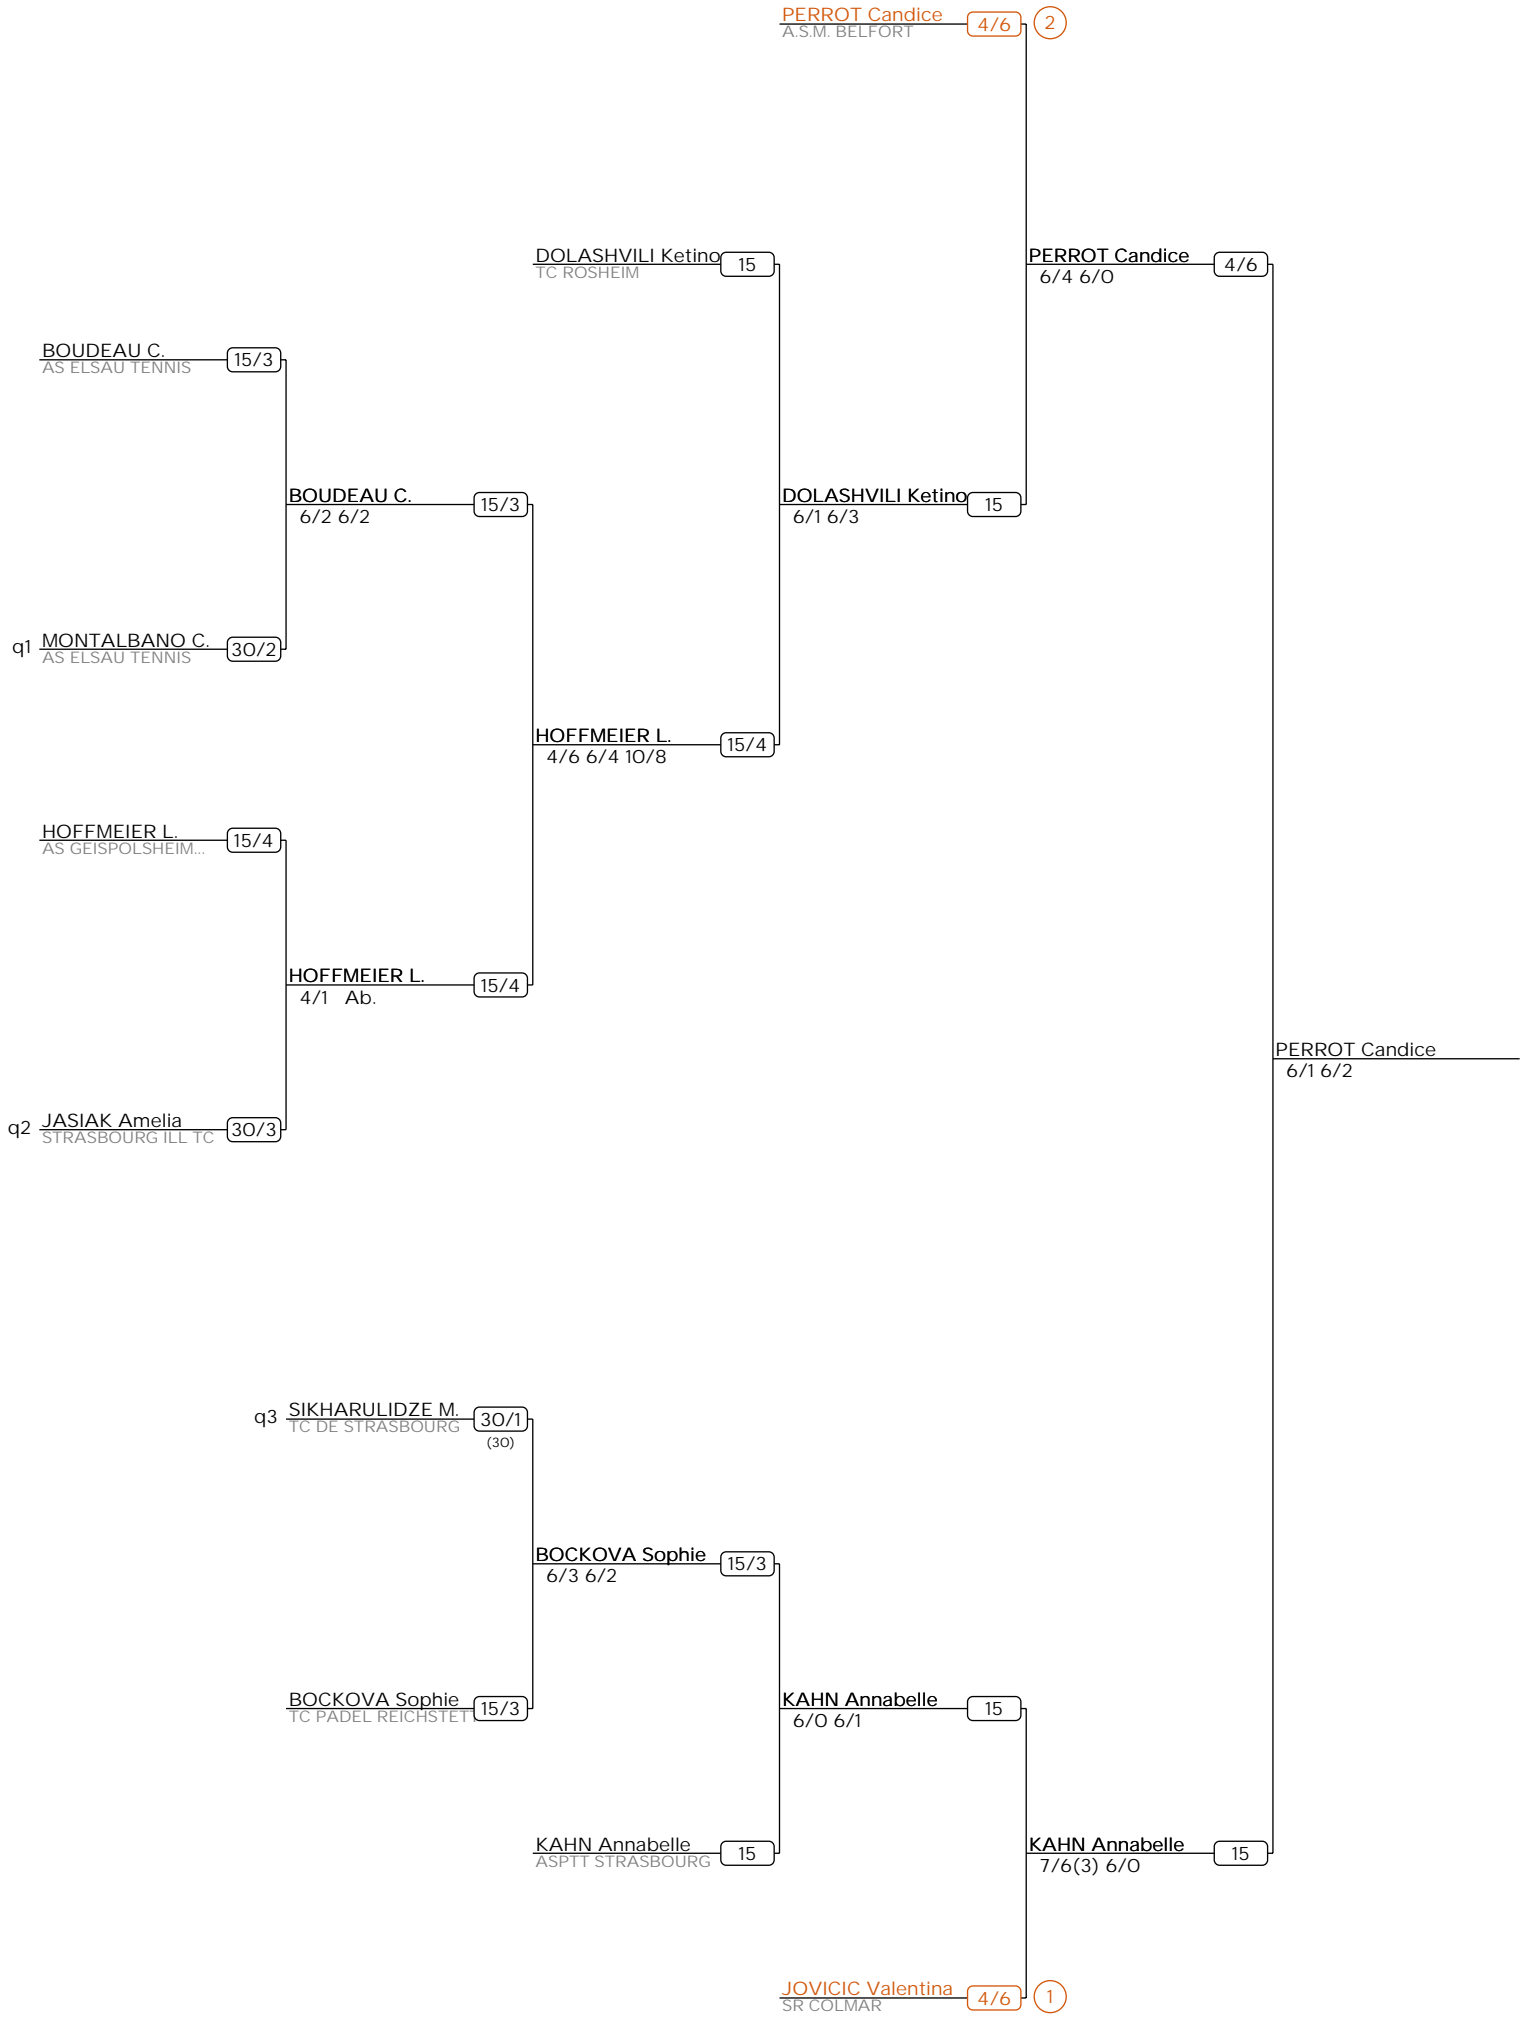 PERROT Candice
4/6
2
A.S.M. BELFORT
DOLASHVILI Ketino
15
TC ROSHEIM
PERROT Candice
4/6
6/4 6/0
BOUDEAU C.
15/3
AS ELSAU TENNIS
BOUDEAU C.
15/3
6/2 6/2
DOLASHVILI Ketino
15
6/1 6/3
q1
MONTALBANO C.
30/2
AS ELSAU TENNIS
HOFFMEIER L.
15/4
4/6 6/4 10/8
HOFFMEIER L.
15/4
AS GEISPOLSHEIM...
HOFFMEIER L.
15/4
4/1 Ab.
PERROT Candice
6/1 6/2
q2
JASIAK Amelia
30/3
STRASBOURG ILL TC
q3
SIKHARULIDZE M.
30/1
TC DE STRASBOURG
(30)
BOCKOVA Sophie
15/3
6/3 6/2
BOCKOVA Sophie
15/3
TC PADEL REICHSTETT
KAHN Annabelle
15
6/0 6/1
KAHN Annabelle
15
ASPTT STRASBOURG
KAHN Annabelle
15
7/6(3) 6/0
JOVICIC Valentina
4/6
1
SR COLMAR